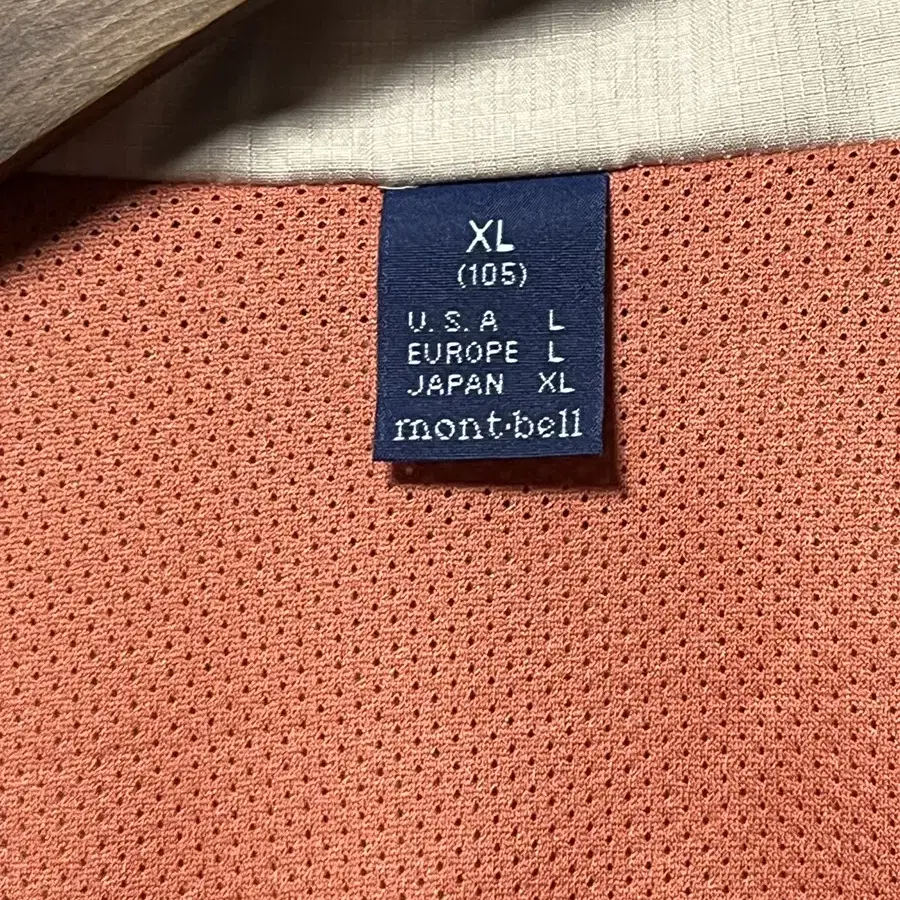 XL
(105)
U.S.A L
EUROPE L
JAPAN XL
mont·bell